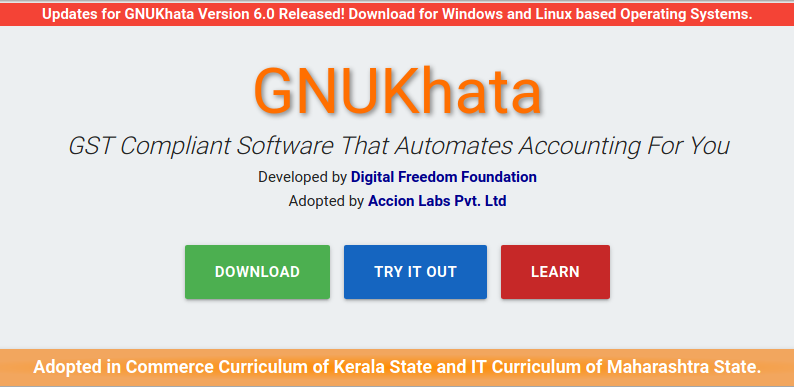 Updates for GNUKhata Version 6.0 Released! Download for Windows and Linux based Operating Systems.
GNUKhata
GST Compliant Software That Automates Accounting For You
Developed by Digital Freedom Foundation
Adopted by Accion Labs Pvt. Ltd
DOWNLOAD TRY IT OUT LEARN
Adopted in Commerce Curriculum of Kerala State and IT Curriculum of Maharashtra State.